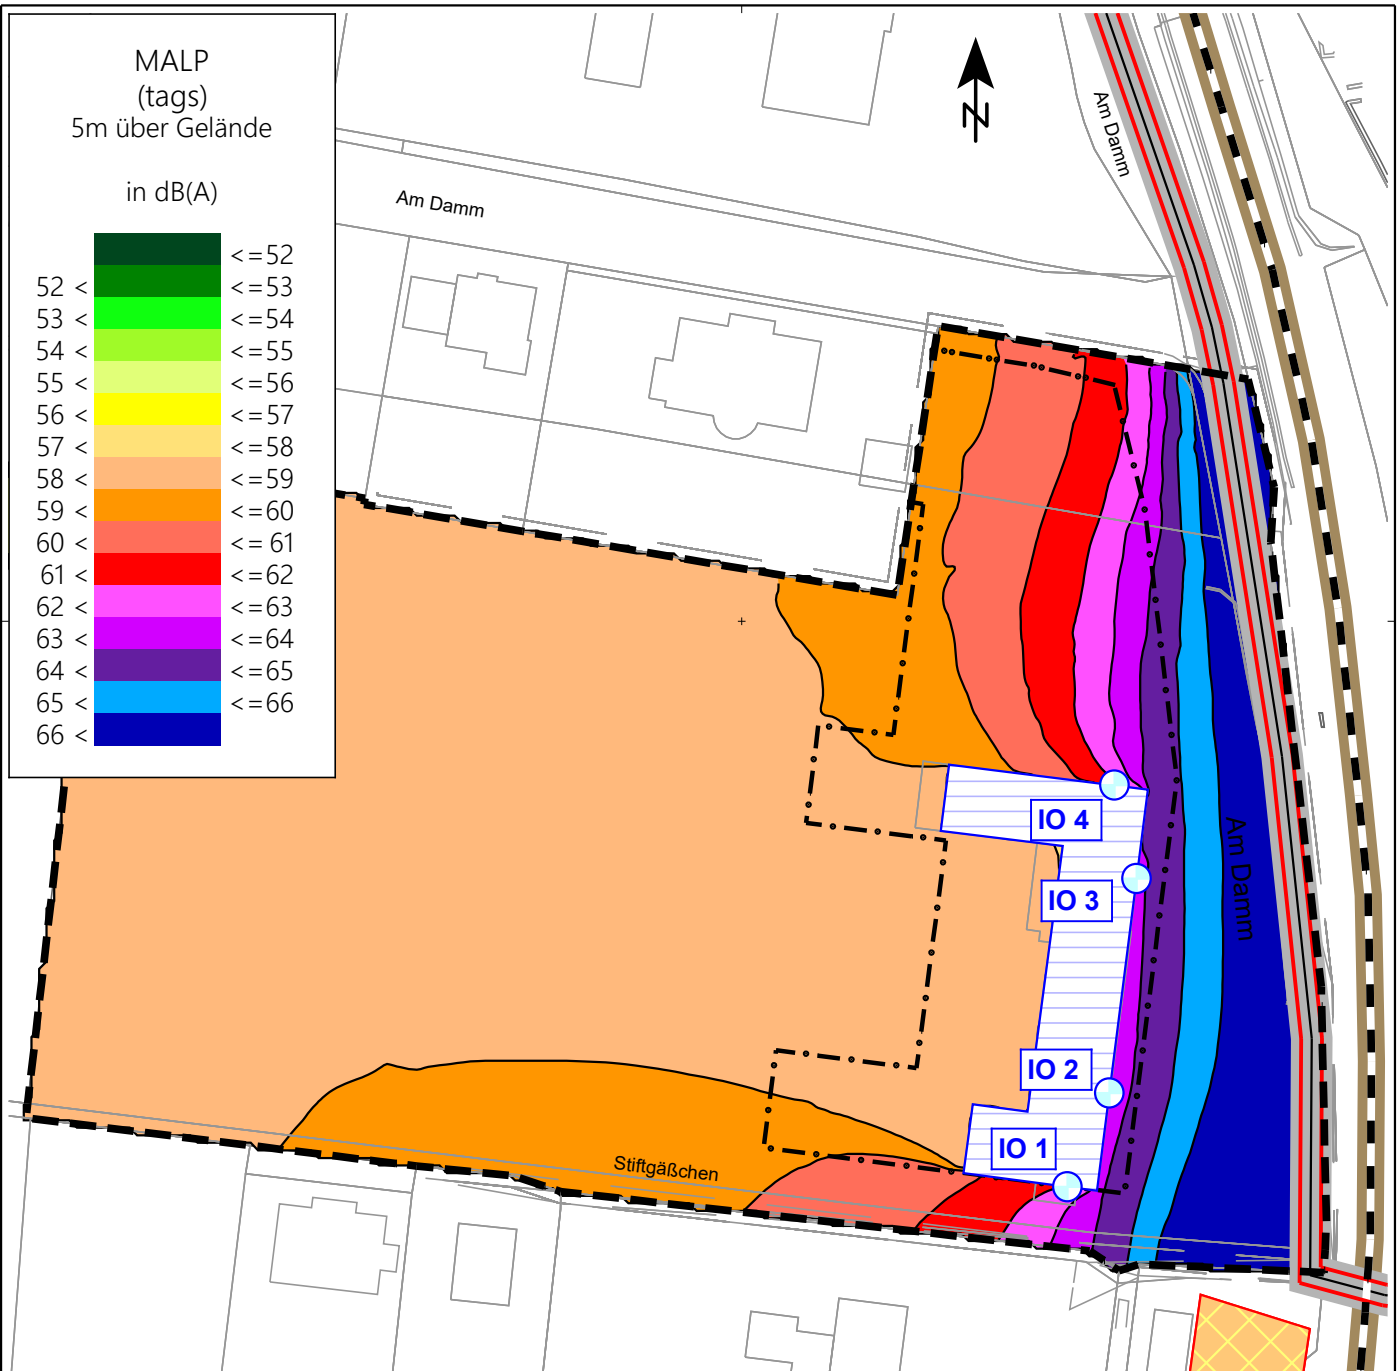 MALP
(tags)
5m über Gelände
in dB(A)
<=52
52 < <=53
53 < <=54
54 < <=55
55 < <=56
56 < <=57
57 < <=58
58 < <=59
59 < <=60
60 < <= 61
61 < <=62
62 < <=63
63 < <=64
64 < <=65
65 < <=66
66 <
N
Am Damm
Am Damm
IO 4
Am Damm
IO 3
IO 2
IO 1
Stiftgäßchen